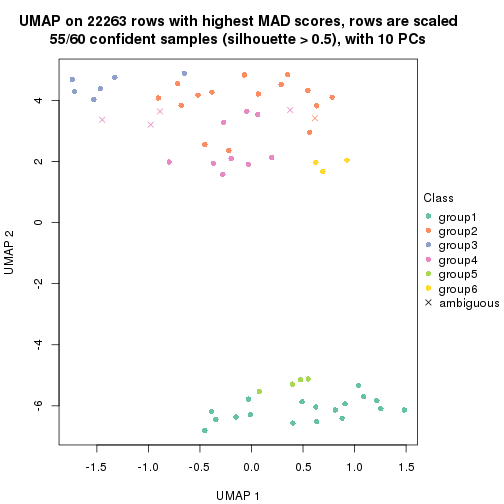 UMAP on 22263 rows with highest MAD scores, rows are scaled
55/60 confident samples (silhouette > 0.5), with 10 PCs
4
2
0
-2
-4
-6
UMAP 2
-1.5 -1.0 -0.5 0.0 0.5 1.0 1.5
UMAP 1
Class
group1
group2
group3
group4
group5
group6
ambiguous